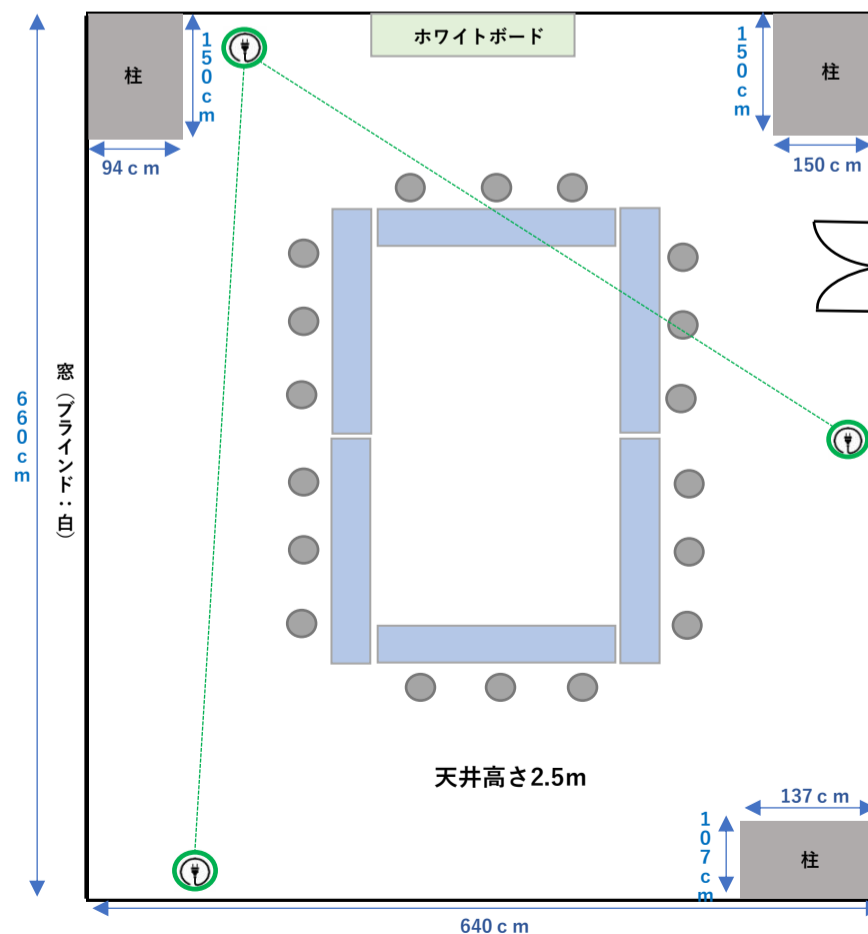 ホワイトボード
柱
150cm
柱
150cm
94cm
150cm
窓（ブラインド：白）
660cm
天井高さ2.5m
137cm
107cm
柱
640cm